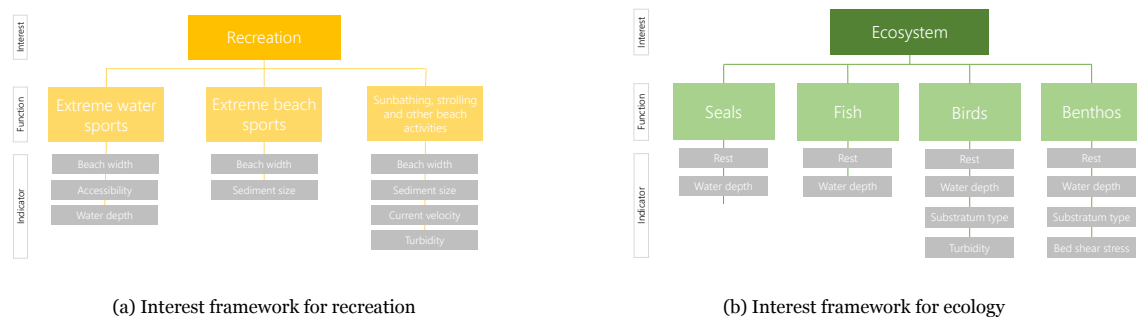 Interest
Recreation
Function
Extreme water
sports
Extreme beach
sports
Sunbathing, strolling
and other beach
activities
Indicator
Beach width
Accessibility
Water depth
Beach width
Sediment size
Beach width
Sediment size
Current velocity
Turbidity
(a) Interest framework for recreation
Interest
Ecosystem
Function
Seals
Fish
Birds
Benthos
Indicator
Rest
Water depth
Rest
Water depth
Rest
Water depth
Substratum type
Turbidity
Rest
Water depth
Substratum type
Bed shear stress
(b) Interest framework for ecology